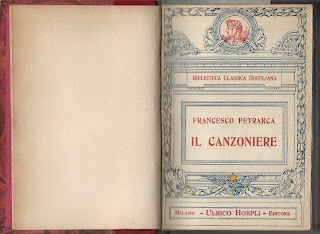 BIBLIOTECA CLASSICA HOEPLIANA
FRANCESCO PETRARCA
IL CANZONIERE
MILANO - ULRICO HOEPLI - EDITORE